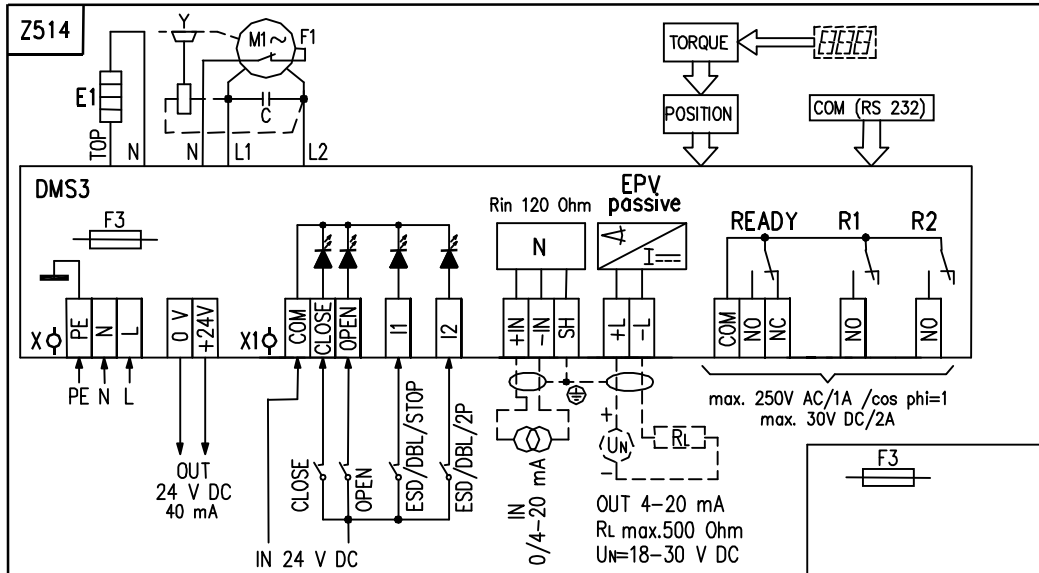 Z514
Y
M1~
F1
E1
C
TOP
N
N
L1
L2
TORQUE
POSITION
COM (RS 232)
DMS3
F3
Rin 120 Ohm
N
EPV
passive
I
READY
R1
R2
X
PE
N
L
0 V
+24V
X1
COM
CLOSE
OPEN
I1
I2
+IN
-IN
SH
+L
-L
COM
NO
NC
NO
NO
PE
N
L
OUT
24 V DC
40 mA
CLOSE
OPEN
ESD/DBL/STOP
ESD/DBL/2P
IN 24 V DC
IN
0/4-20 mA
+
UN
-
RL
OUT 4-20 mA
RL max.500 Ohm
UN=18-30 V DC
max. 250V AC/1A /cos phi=1
max. 30V DC/2A
F3